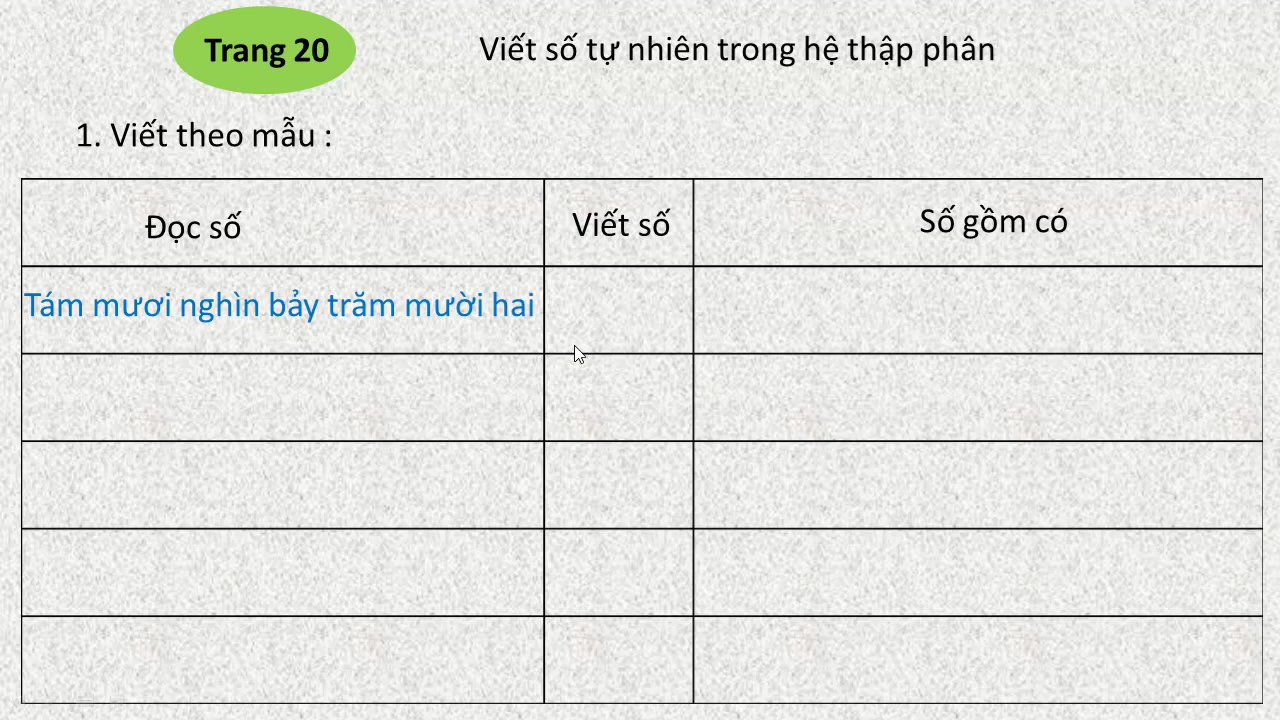 Trang 20
Viết số tự nhiên trong hệ thập phân
1. Viết theo mẫu :
Đọc số
Viết số
Số gồm có
Tám mươi nghìn bảy trăm mười hai